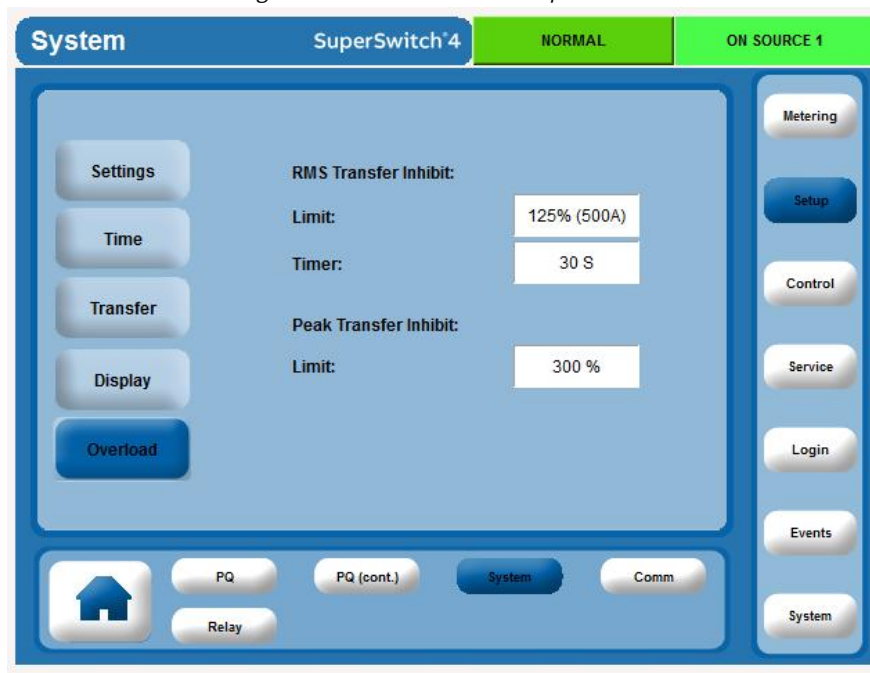 System SuperSwitch®4 NORMAL ON SOURCE 1
Metering
Settings
RMS Transfer Inhibit:
Setup
Limit: 125% (500A)
Time
Timer: 30 S
Control
Transfer
Peak Transfer Inhibit:
Display
Limit: 300 %
Service
Overload
Login
Events
PQ PQ (cont.) System Comm
Relay
System